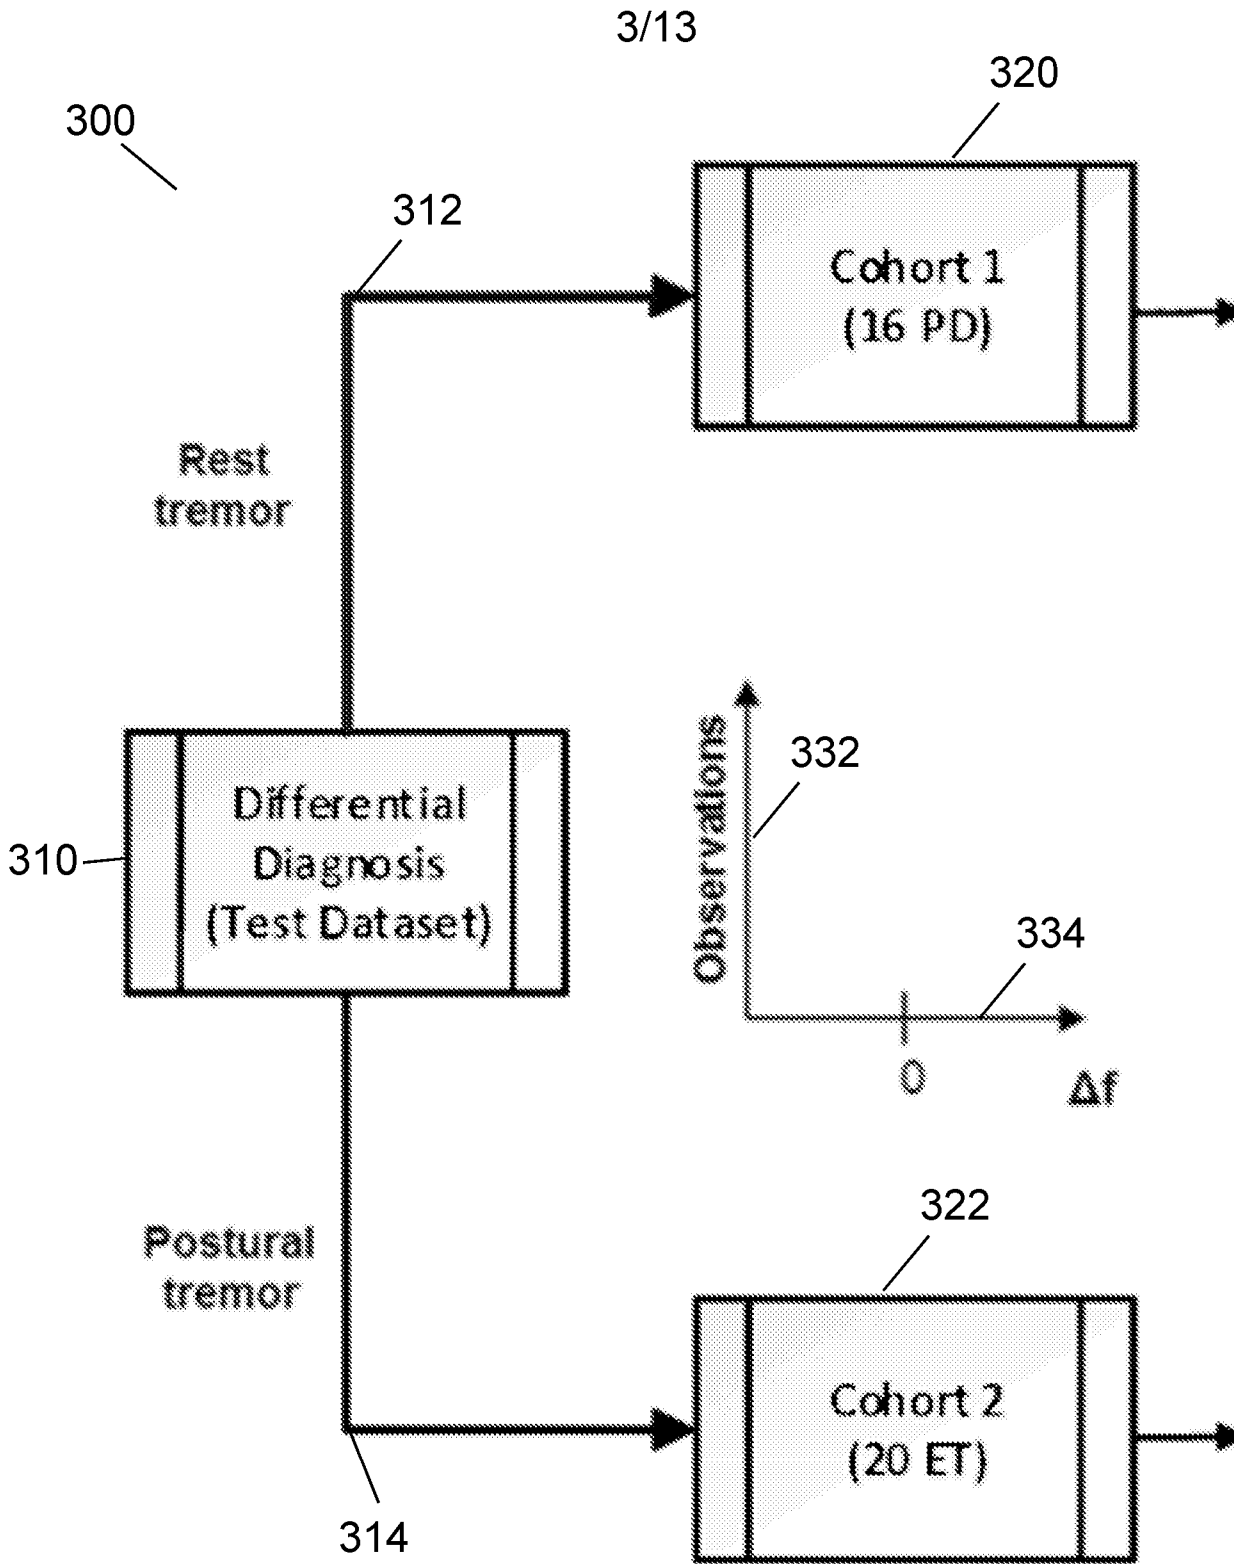 3/13
320
300
312
Cohort 1
(16 PD)
Rest
tremor
Observations
332
Differential
Diagnosis
(Test Dataset)
310
334
0
Δf
322
Postural
tremor
Cohort 2
(20 ET)
314